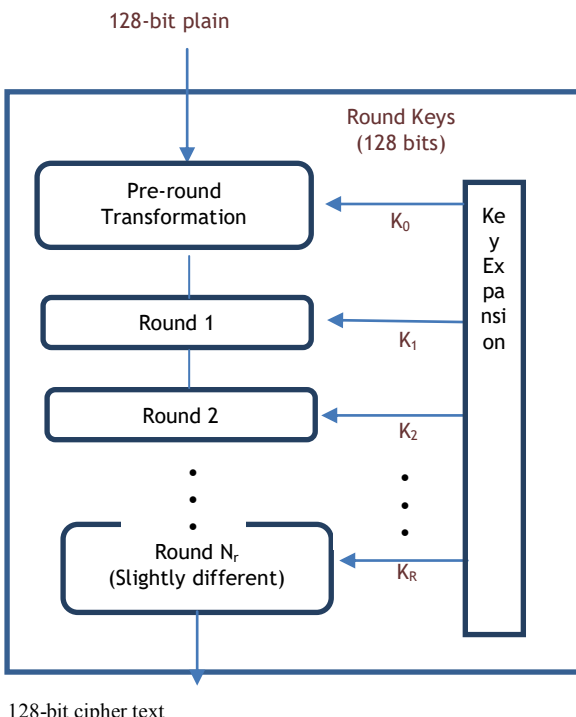 128-bit plain
Round Keys
(128 bits)
Pre-round
Transformation
K₀
Ke
y
Ex
pa
nsi
on
Round 1
K₁
Round 2
K₂
Round Nᵣ
(Slightly different)
K_R
128-bit cipher text